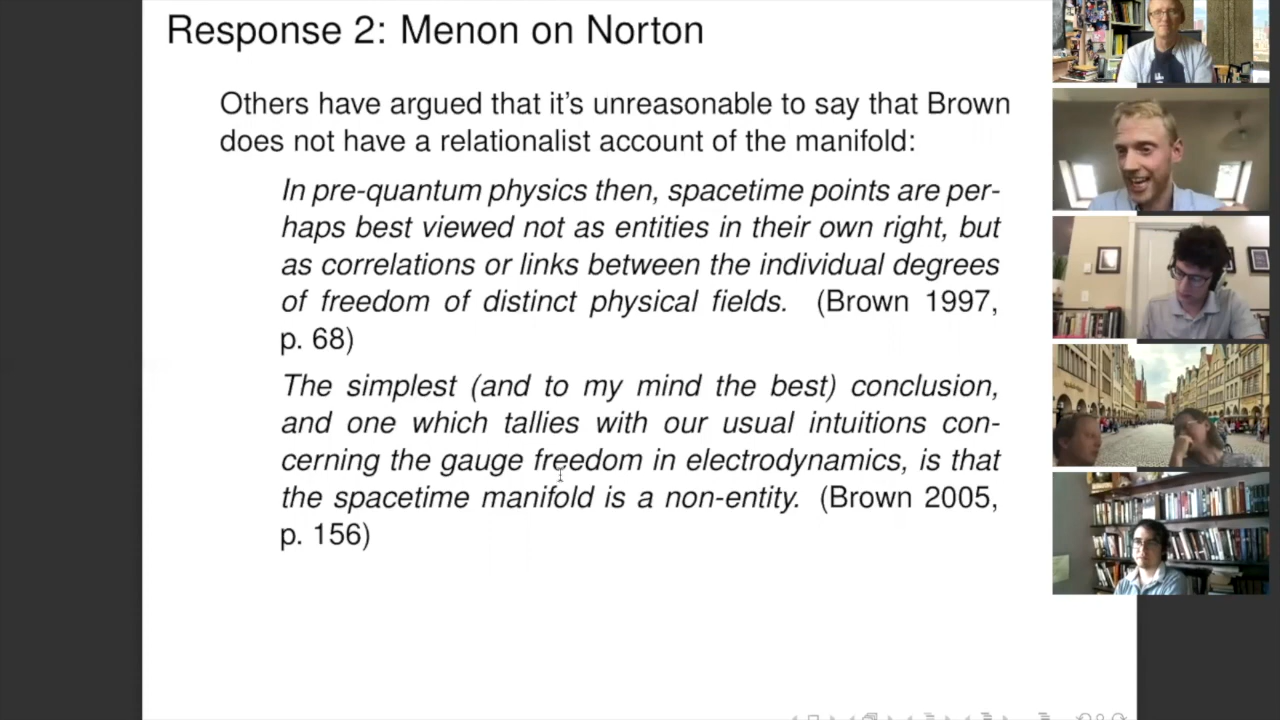 Response 2: Menon on Norton
Others have argued that it's unreasonable to say that Brown
does not have a relationalist account of the manifold:
In pre-quantum physics then, spacetime points are per-
haps best viewed not as entities in their own right, but
as correlations or links between the individual degrees
of freedom of distinct physical fields. (Brown 1997,
p. 68)
The simplest (and to my mind the best) conclusion,
and one which tallies with our usual intuitions con-
cerning the gauge freedom in electrodynamics, is that
the spacetime manifold is a non-entity. (Brown 2005,
p. 156)